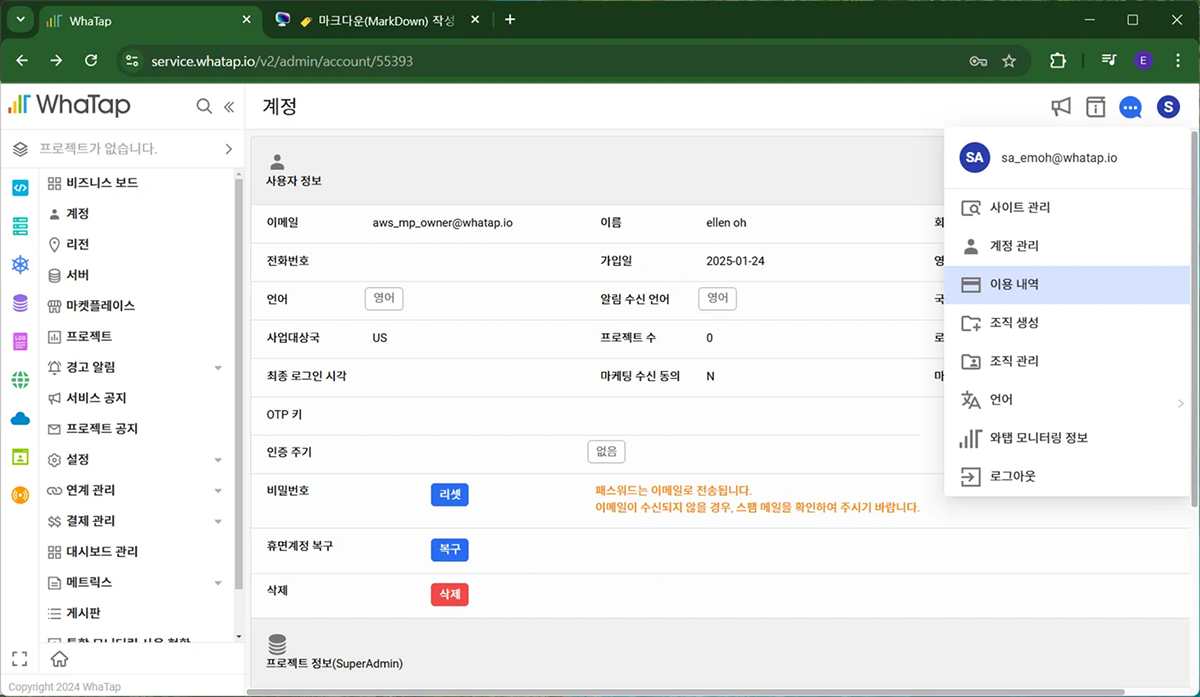 WhaTap
마크다운(MarkDown) 작성
service.whatap.io/v2/admin/account/55393
E
WhaTap
계정
S
프로젝트가 없습니다.
비즈니스 보드
계정
리전
서버
마켓플레이스
프로젝트
경고 알림
서비스 공지
프로젝트 공지
설정
연계 관리
결제 관리
대시보드 관리
메트릭스
게시판
통합 모니터링 사용 현황
LOG
Copyright 2024 WhaTap
사용자 정보
이메일 aws_mp_owner@whatap.io 이름 ellen oh 회
전화번호 가입일 2025-01-24 영
언어 영어 알림 수신 언어 영어 국
사업대상국 US 프로젝트 수 0 로
최종 로그인 시각 마케팅 수신 동의 N 마
OTP 키
인증 주기 없음
비밀번호 리셋 패스워드는 이메일로 전송됩니다.
이메일이 수신되지 않을 경우, 스팸 메일을 확인하여 주시기 바랍니다.
휴면계정 복구 복구
삭제 삭제
프로젝트 정보(SuperAdmin)
SA sa_emoh@whatap.io
사이트 관리
계정 관리
이용 내역
조직 생성
조직 관리
언어
와탭 모니터링 정보
로그아웃